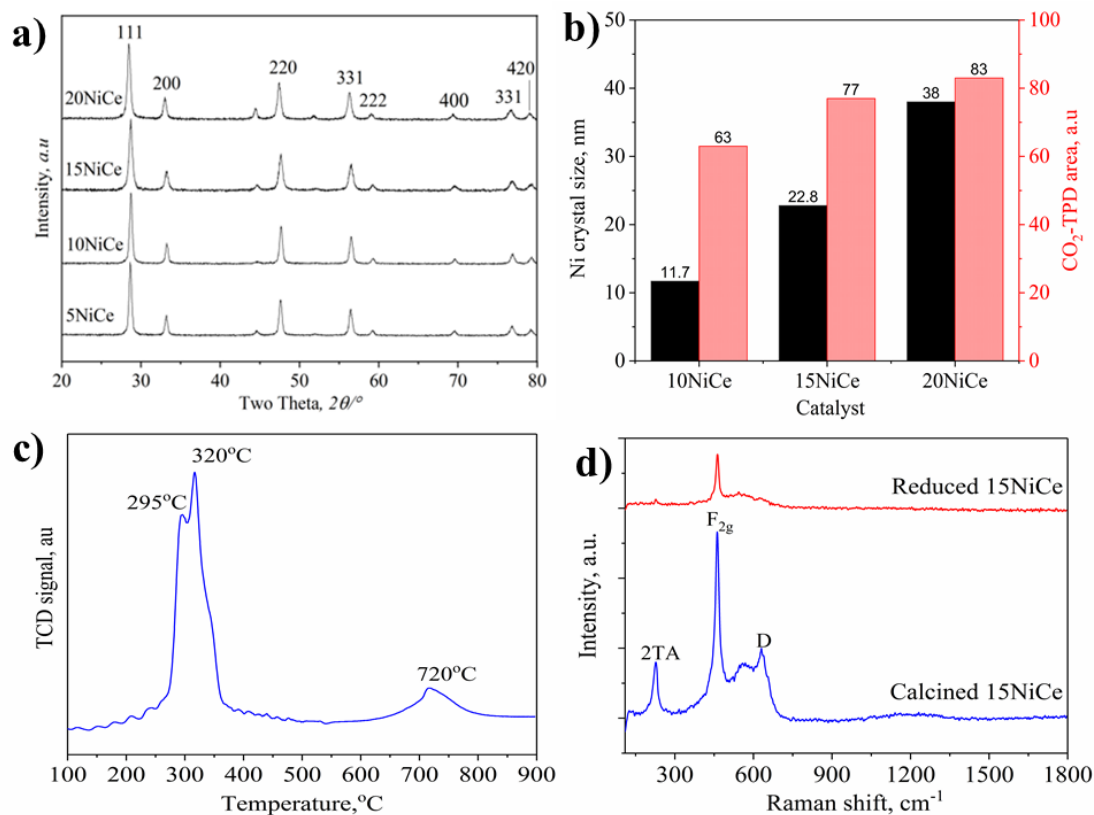 a)
111
200
220
331
222
400
331
420
20NiCe
15NiCe
10NiCe
5NiCe
Intensity, a.u
20 30 40 50 60 70 80
Two Theta, 2θ/°
b)
50
40
30
20
10
0
Ni crystal size, nm
11.7
63
22.8
77
38
83
100
80
60
40
20
0
CO₂-TPD area, a.u
10NiCe 15NiCe 20NiCe
Catalyst
c)
320°C
295°C
720°C
TCD signal, au
100 200 300 400 500 600 700 800 900
Temperature,°C
d)
Reduced 15NiCe
F₂g
2TA
D
Calcined 15NiCe
Intensity, a.u.
300 600 900 1200 1500 1800
Raman shift, cm⁻¹